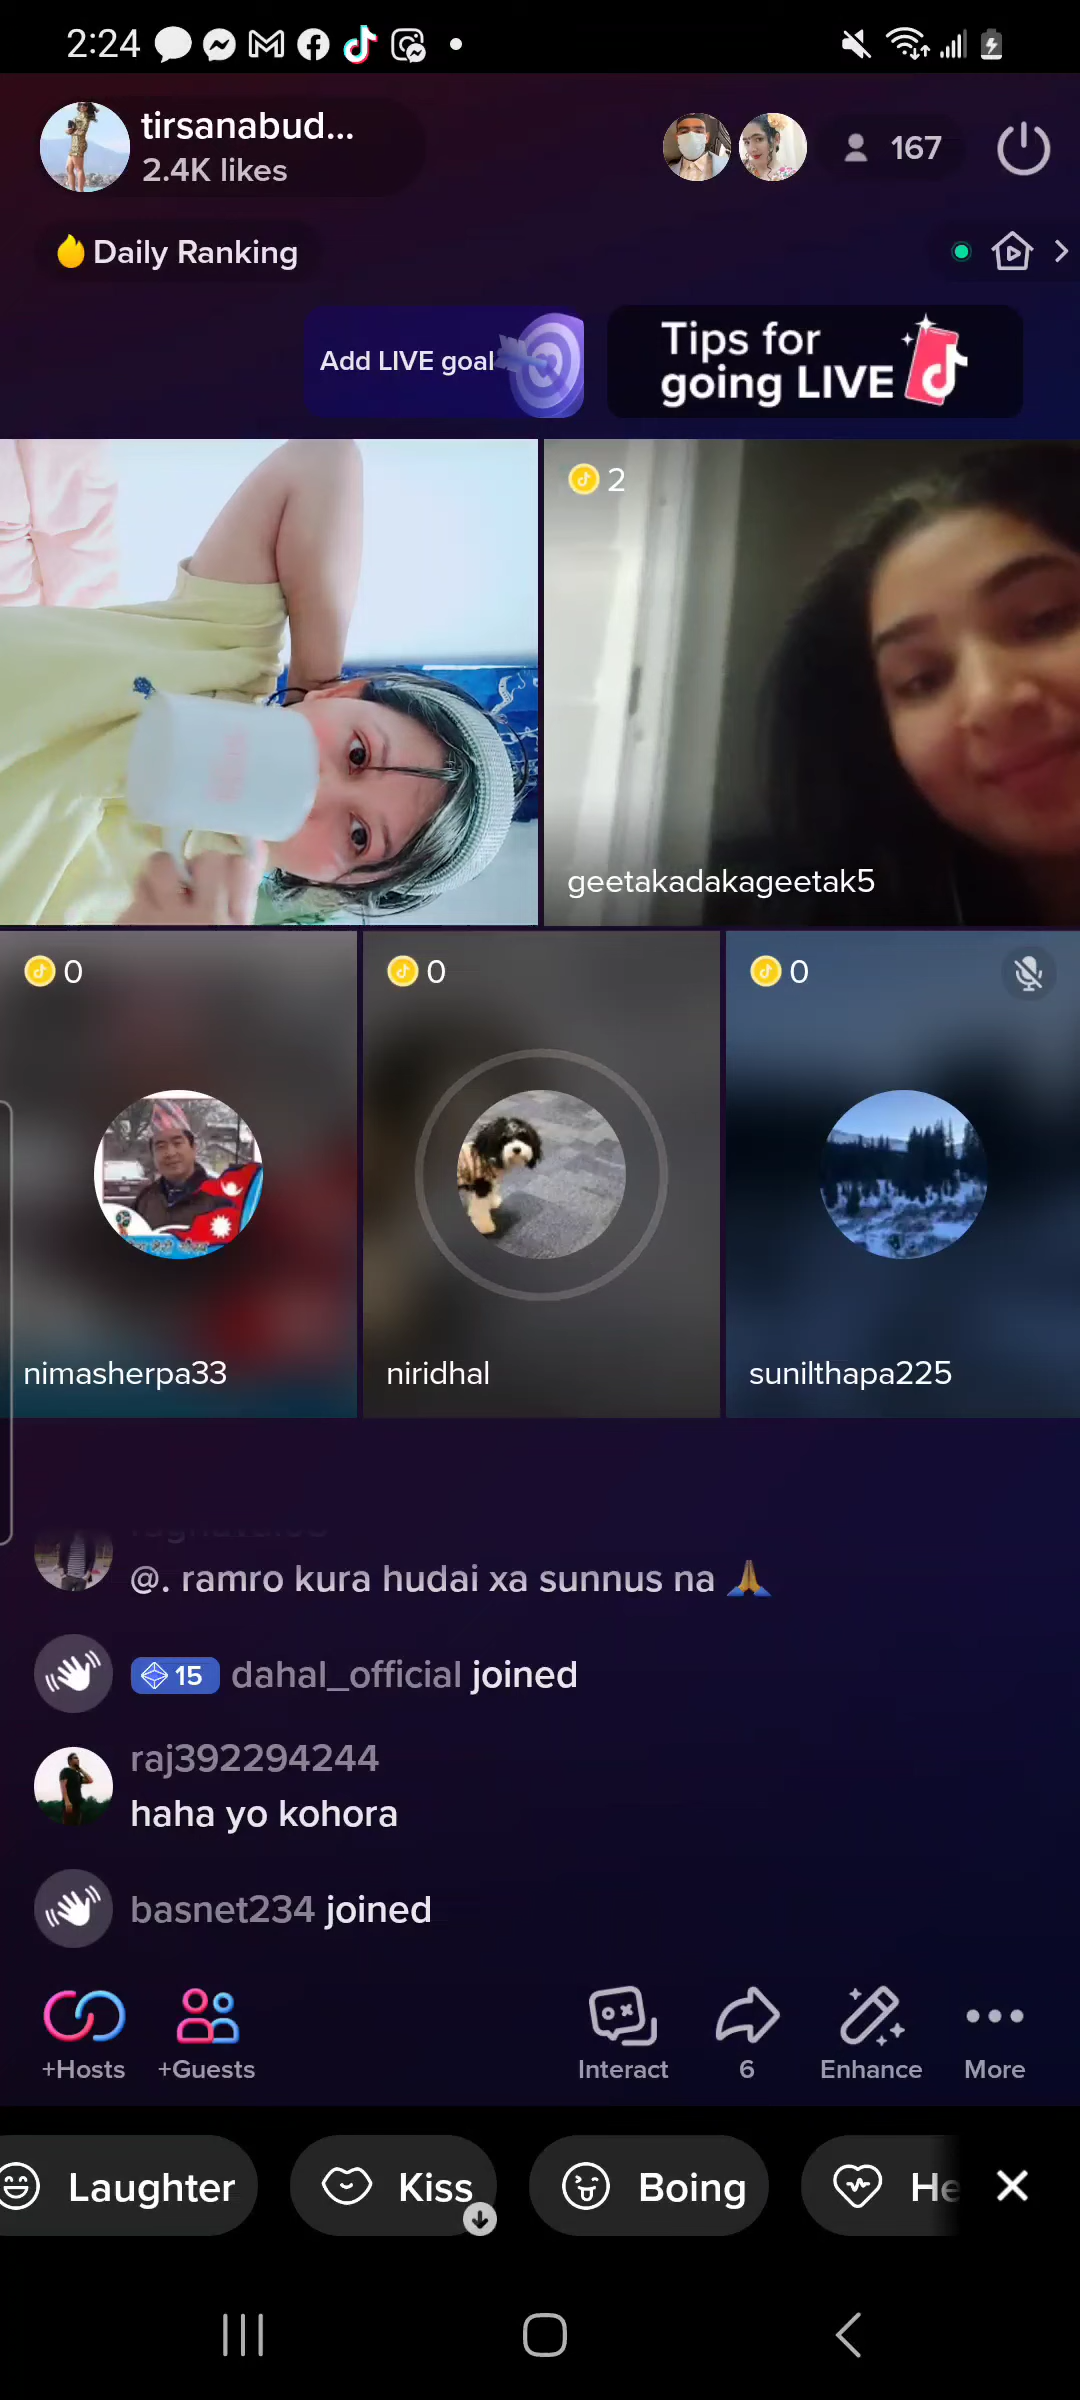 2:24
tirsanabud...
2.4K likes
167
Daily Ranking
Add LIVE goal
Tips for
going LIVE
2
geetakadakageetak5
0
0
0
nimasherpa33
niridhal
sunilthapa225
@. ramro kura hudai xa sunnus na 🙏
15 dahal_official joined
raj392294244
haha yo kohora
basnet234 joined
+Hosts
+Guests
Interact
6
Enhance
More
Laughter
Kiss
Boing
He